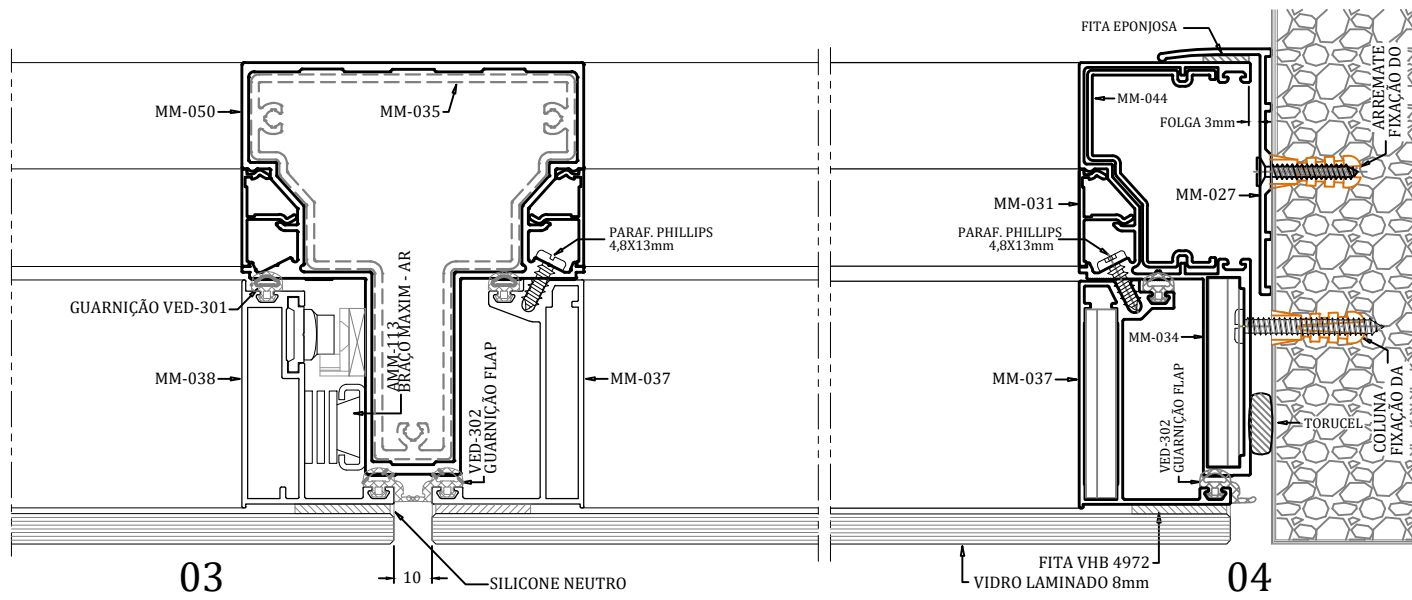 FITA EPONJOSA
MM-050
MM-035
MM-044
FOLGA 3mm
ARREMATE
FIXAÇÃO DO
MM-031
MM-027
PARAF. PHILLIPS
4,8X13mm
PARAF. PHILLIPS
4,8X13mm
GUARNIÇÃO VED-301
AMM-113
BRAÇO MAXIM - AR
MM-034
MM-038
MM-037
MM-037
VED-302
GUARNIÇÃO FLAP
VED-302
GUARNIÇÃO FLAP
TORUCEL
COLUNA
FIXAÇÃO DA
03
10
SILICONE NEUTRO
FITA VHB 4972
VIDRO LAMINADO 8mm
04